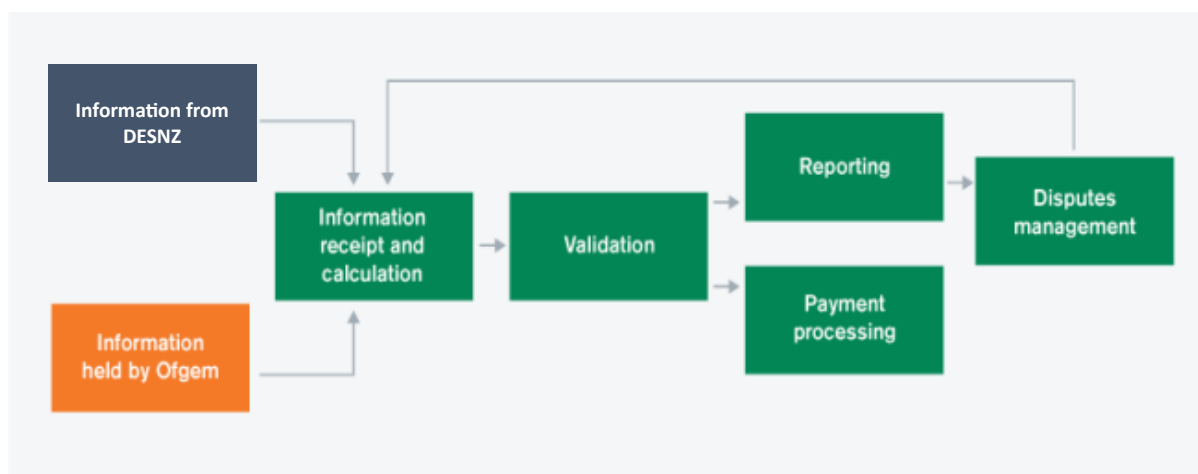 Information from
DESNZ
Information
receipt and
calculation
Information
held by Ofgem
Validation
Reporting
Payment
processing
Disputes
management